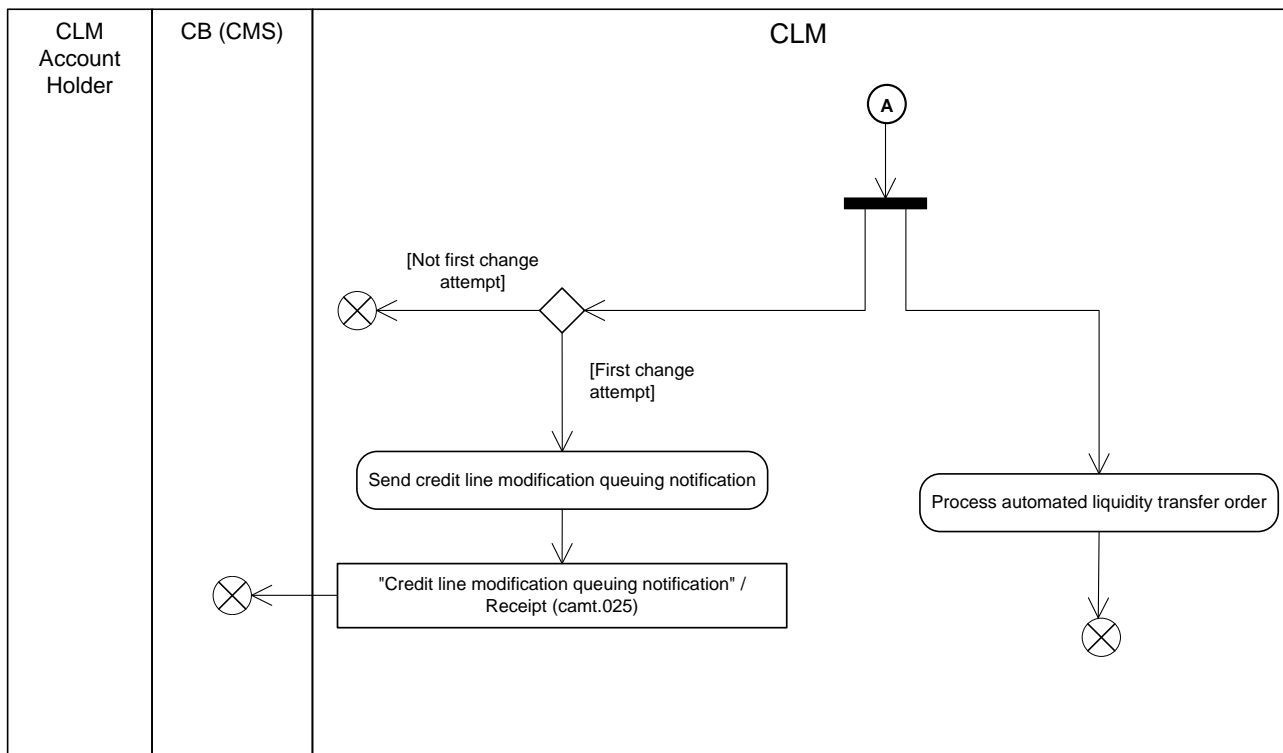 CLM
Account
Holder
CB (CMS)
CLM
A
[Not first change
attempt]
[First change
attempt]
Send credit line modification queuing notification
Process automated liquidity transfer order
"Credit line modification queuing notification" /
Receipt (camt.025)